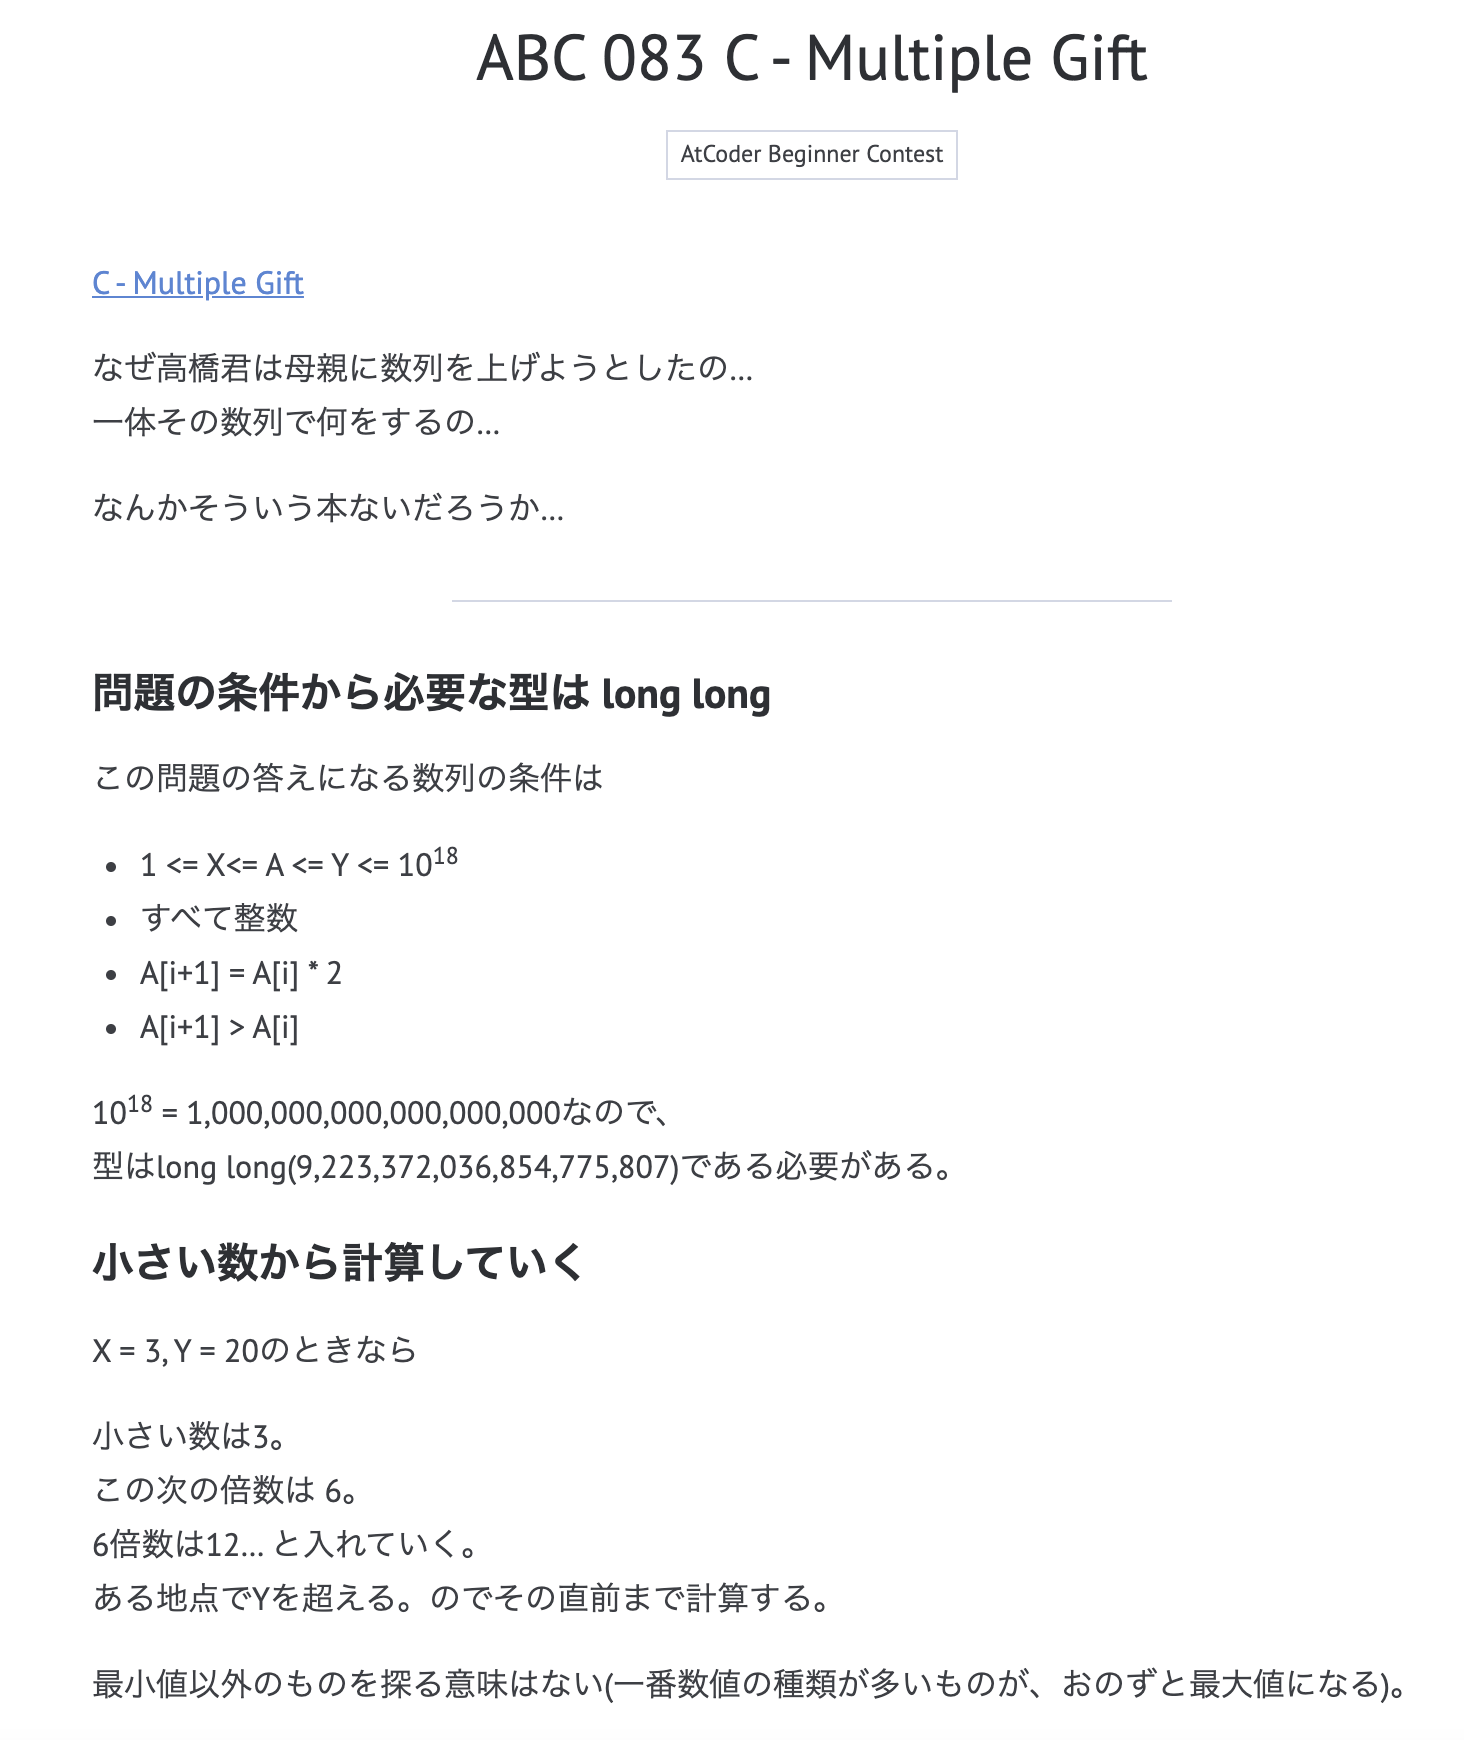 ABC 083 C - Multiple Gift
AtCoder Beginner Contest
C - Multiple Gift
なぜ高橋君は母親に数列を上げようとしたの...
一体その数列で何をするの...
なんかそういう本ないだろうか...
問題の条件から必要な型は long long
この問題の答えになる数列の条件は
• 1 <= X<= A <= Y <= 10¹⁸
• すべて整数
• A[i+1] = A[i] * 2
• A[i+1] > A[i]
10¹⁸ = 1,000,000,000,000,000,000なので、
型はlong long(9,223,372,036,854,775,807)である必要がある。
小さい数から計算していく
X = 3, Y = 20のときなら
小さい数は3。
この次の倍数は 6。
6倍数は12... と入れていく。
ある地点でYを超える。のでその直前まで計算する。
最小値以外のものを探る意味はない(一番数値の種類が多いものが、おのずと最大値になる)。